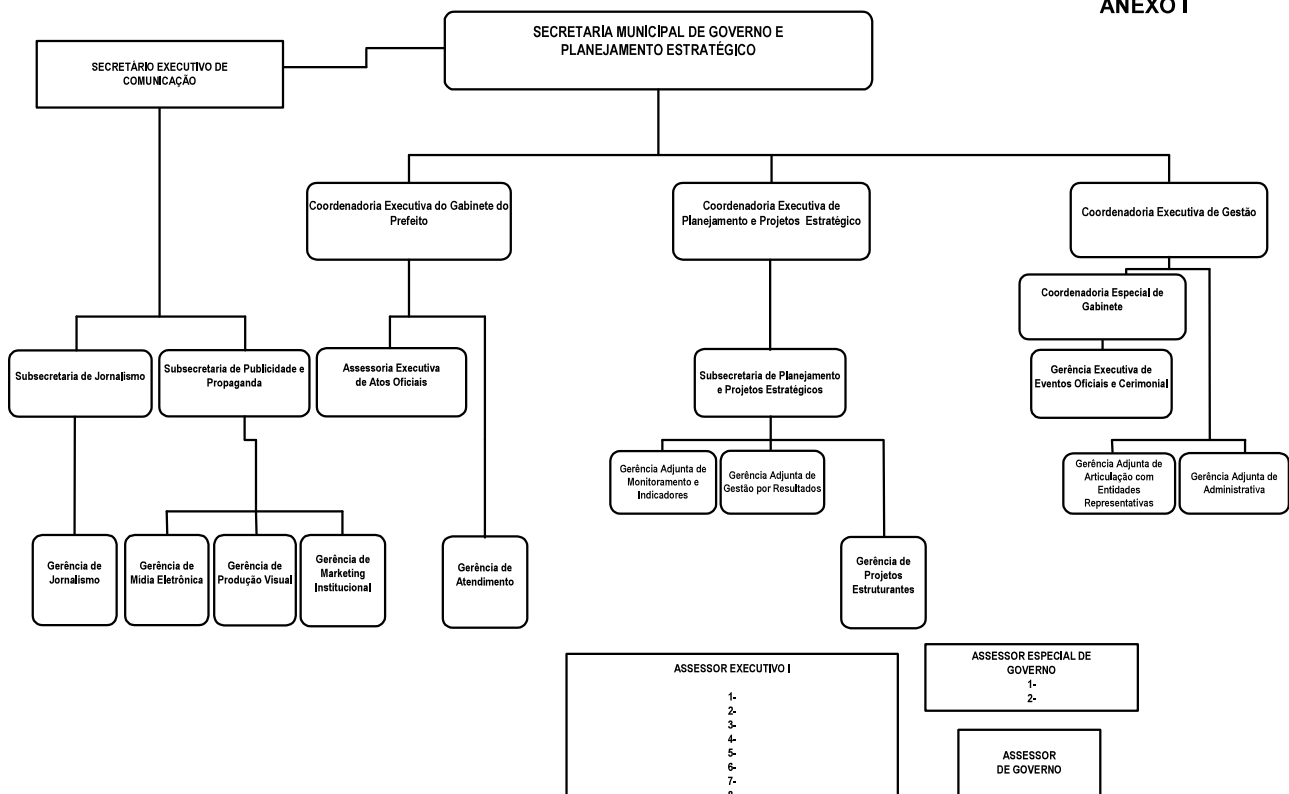 ANEXO I
SECRETARIA MUNICIPAL DE GOVERNO E
PLANEJAMENTO ESTRATÉGICO
SECRETÁRIO EXECUTIVO DE
COMUNICAÇÃO
Coordenadoria Executiva do Gabinete do
Prefeito
Coordenadoria Executiva de
Planejamento e Projetos Estratégico
Coordenadoria Executiva de Gestão
Coordenadoria Especial de
Gabinete
Subsecretaria de Jornalismo
Subsecretaria de Publicidade e
Propaganda
Assessoria Executiva
de Atos Oficiais
Subsecretaria de Planejamento
e Projetos Estratégicos
Gerência Executiva de
Eventos Oficiais e Cerimonial
Gerência Adjunta de
Monitoramento e
Indicadores
Gerência Adjunta de
Gestão por Resultados
Gerência Adjunta de
Articulação com
Entidades
Representativas
Gerência Adjunta de
Administrativa
Gerência de
Jornalismo
Gerência de
Mídia Eletrônica
Gerência de
Produção Visual
Gerência de
Marketing
Institucional
Gerência de
Atendimento
Gerência de
Projetos
Estruturantes
ASSESSOR EXECUTIVO I
1-
2-
3-
4-
5-
6-
7-
8-
ASSESSOR ESPECIAL DE
GOVERNO
1-
2-
ASSESSOR
DE GOVERNO